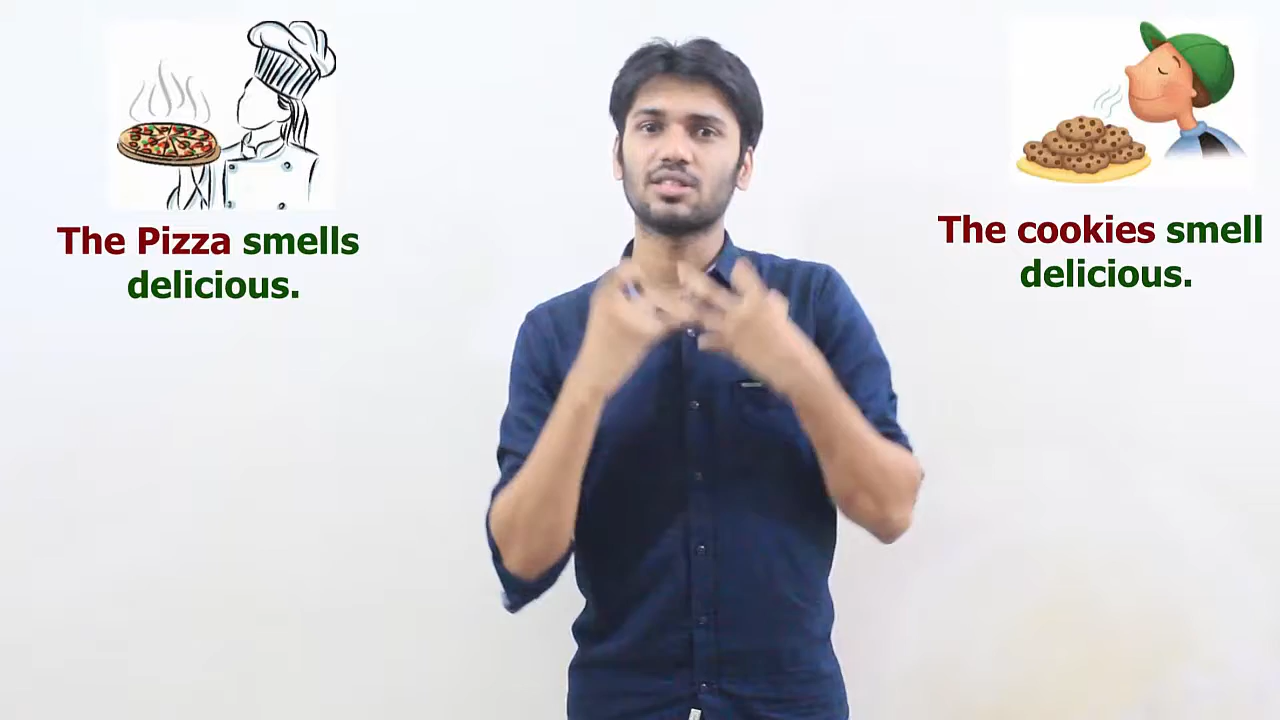 The Pizza smells
delicious.
The cookies smell
delicious.